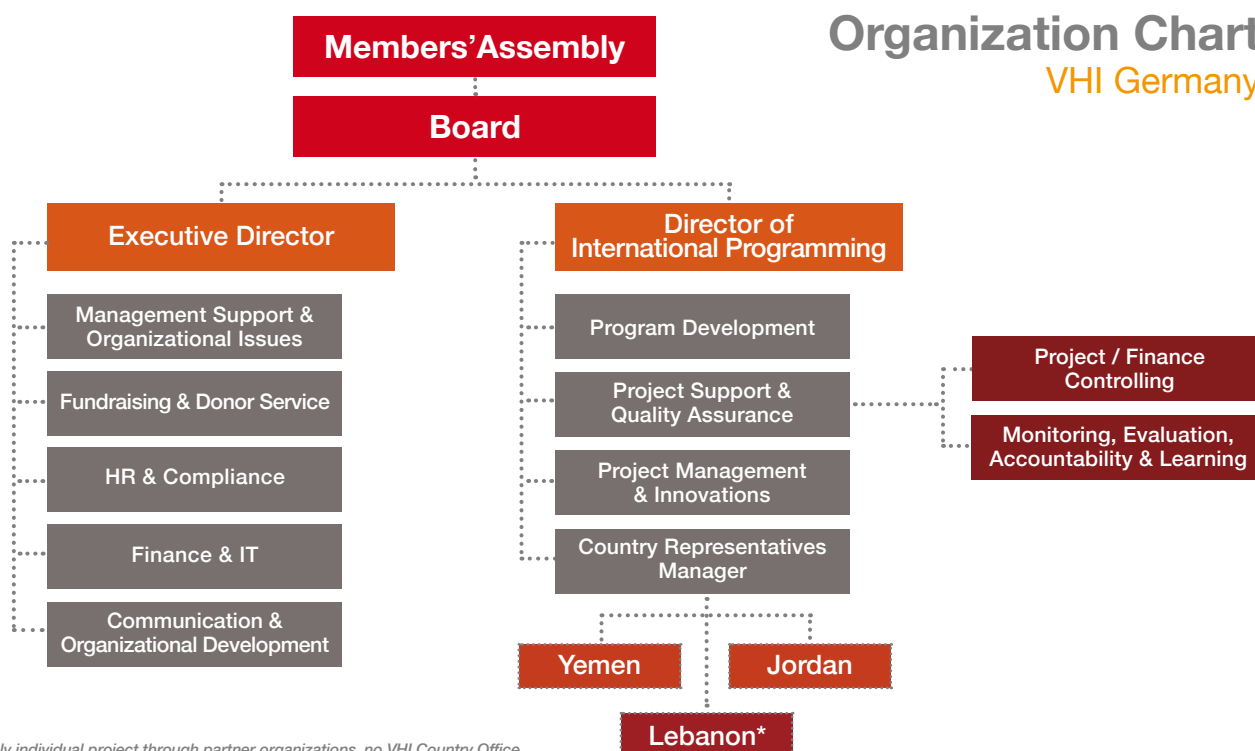 Organization Chart
VHI Germany
Members’Assembly
Board
Executive Director
Management Support &
Organizational Issues
Fundraising & Donor Service
HR & Compliance
Finance & IT
Communication &
Organizational Development
Director of
International Programming
Program Development
Project Support &
Quality Assurance
Project / Finance
Controlling
Monitoring, Evaluation,
Accountability & Learning
Project Management
& Innovations
Country Representatives
Manager
Yemen
Jordan
Lebanon*
individual project through partner organizations, no VHI Country Office